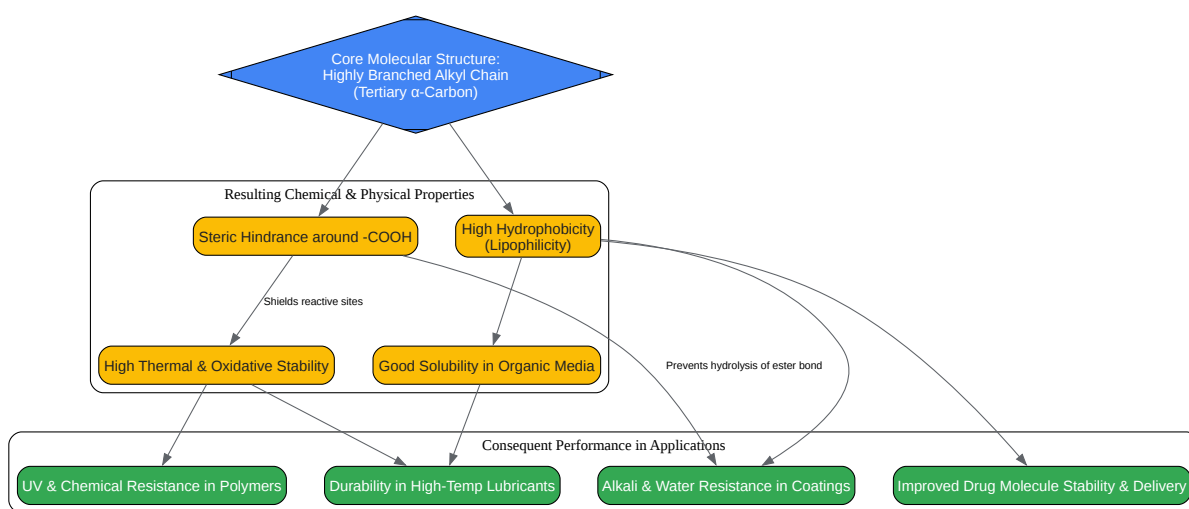 Core Molecular Structure:
Highly Branched Alkyl Chain
(Tertiary α-Carbon)
Resulting Chemical & Physical Properties
Steric Hindrance around -COOH
High Hydrophobicity
(Lipophilicity)
Shields reactive sites
High Thermal & Oxidative Stability
Good Solubility in Organic Media
Prevents hydrolysis of ester bond
Consequent Performance in Applications
UV & Chemical Resistance in Polymers
Durability in High-Temp Lubricants
Alkali & Water Resistance in Coatings
Improved Drug Molecule Stability & Delivery